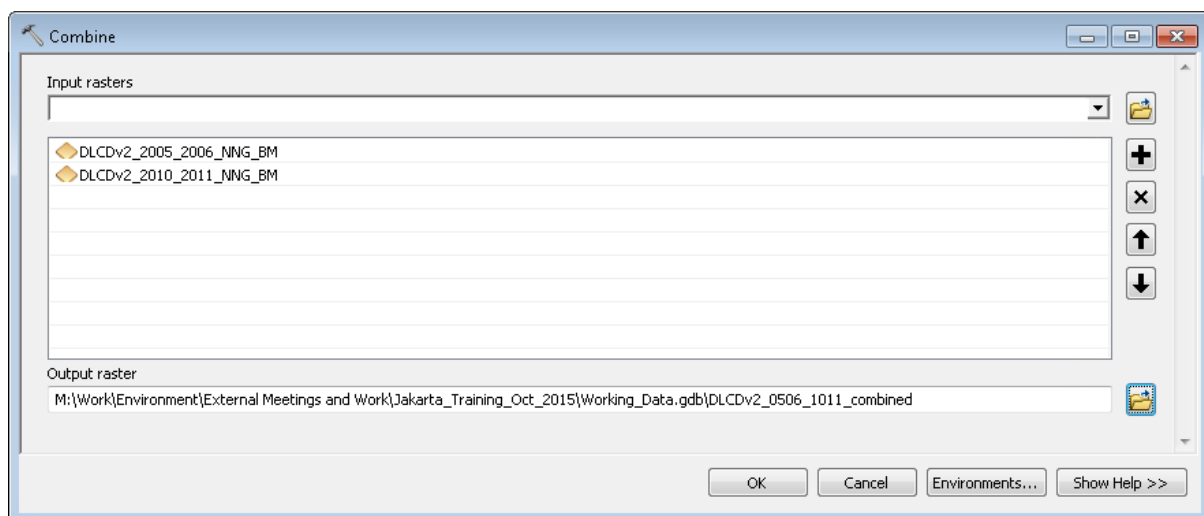 Combine
Input rasters
DLCDv2_2005_2006_NNG_BM
DLCDv2_2010_2011_NNG_BM
Output raster
M:\Work\Environment\External Meetings and Work\Jakarta_Training_Oct_2015\Working_Data.gdb\DLCDv2_0506_1011_combined
OK Cancel Environments... Show Help >>